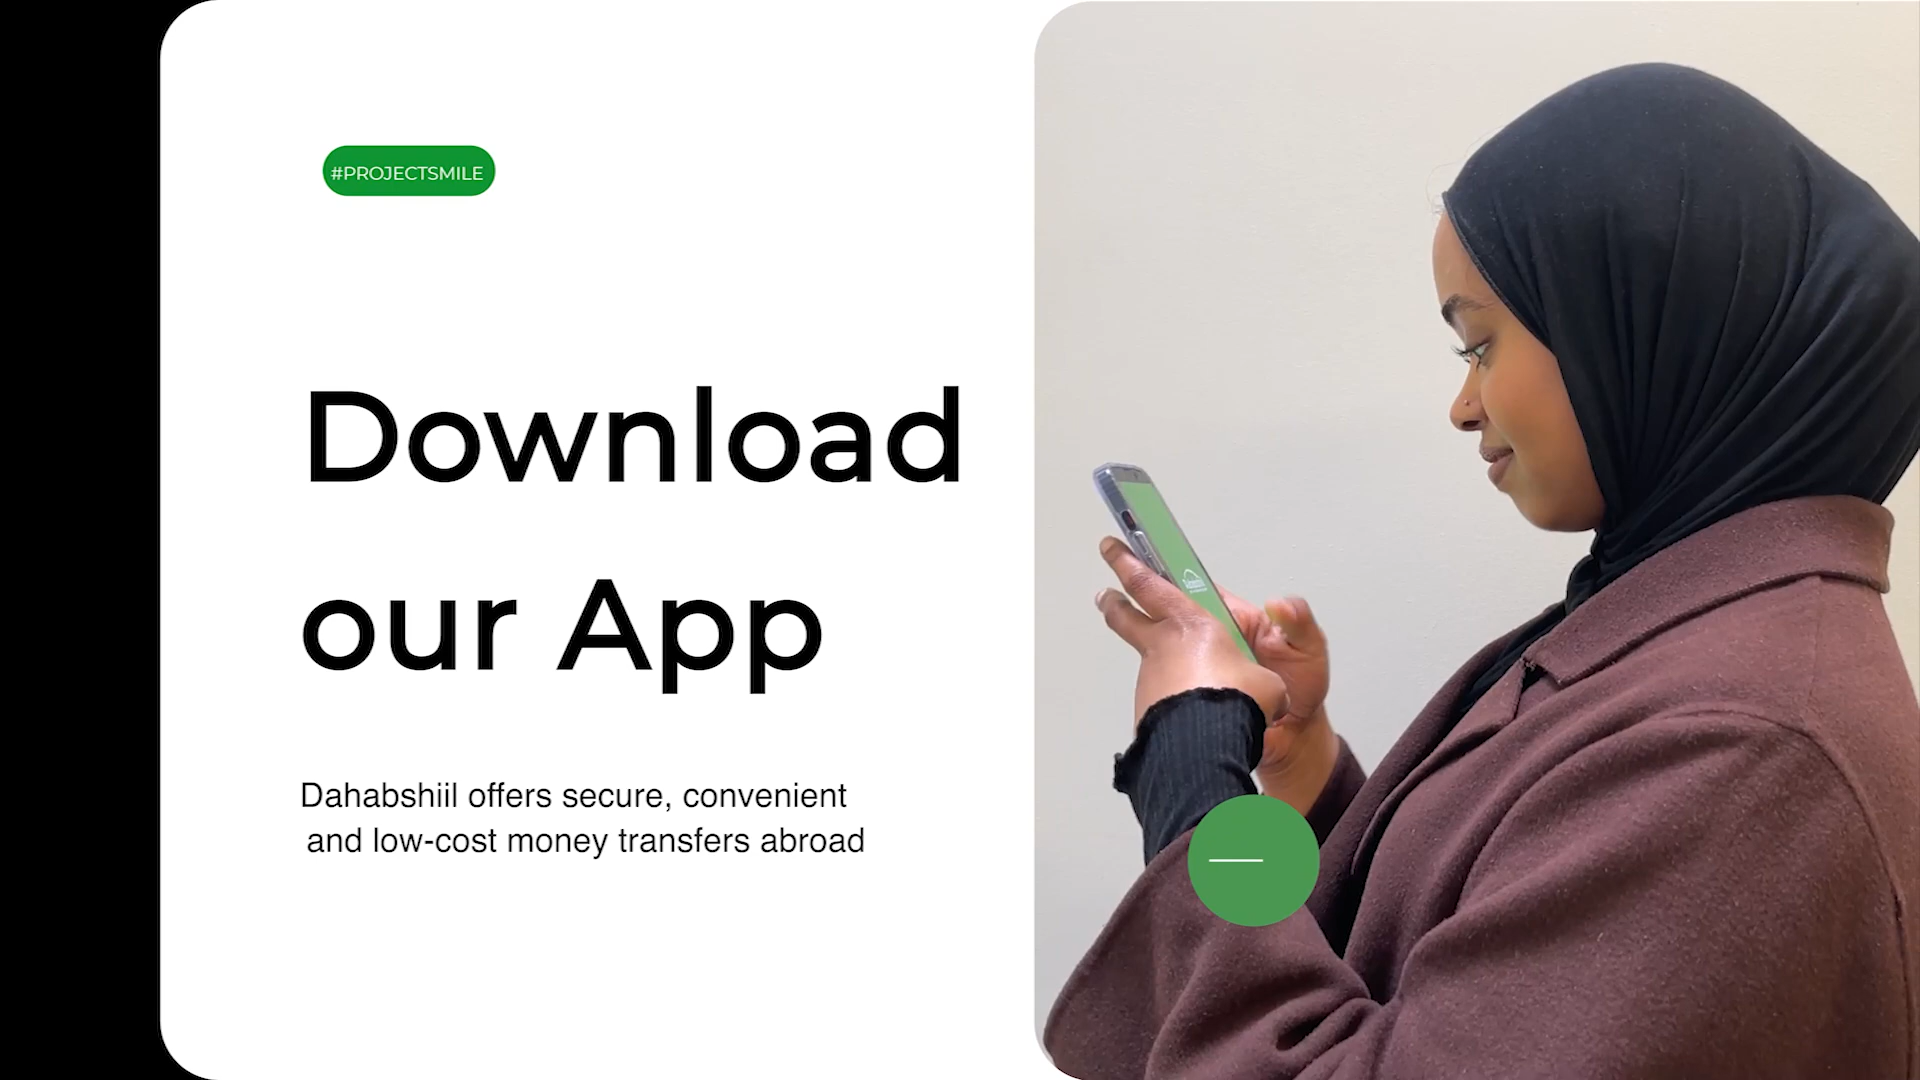 #PROJECTSMILE
Download
our App
Dahabshiil offers secure, convenient
and low-cost money transfers abroad